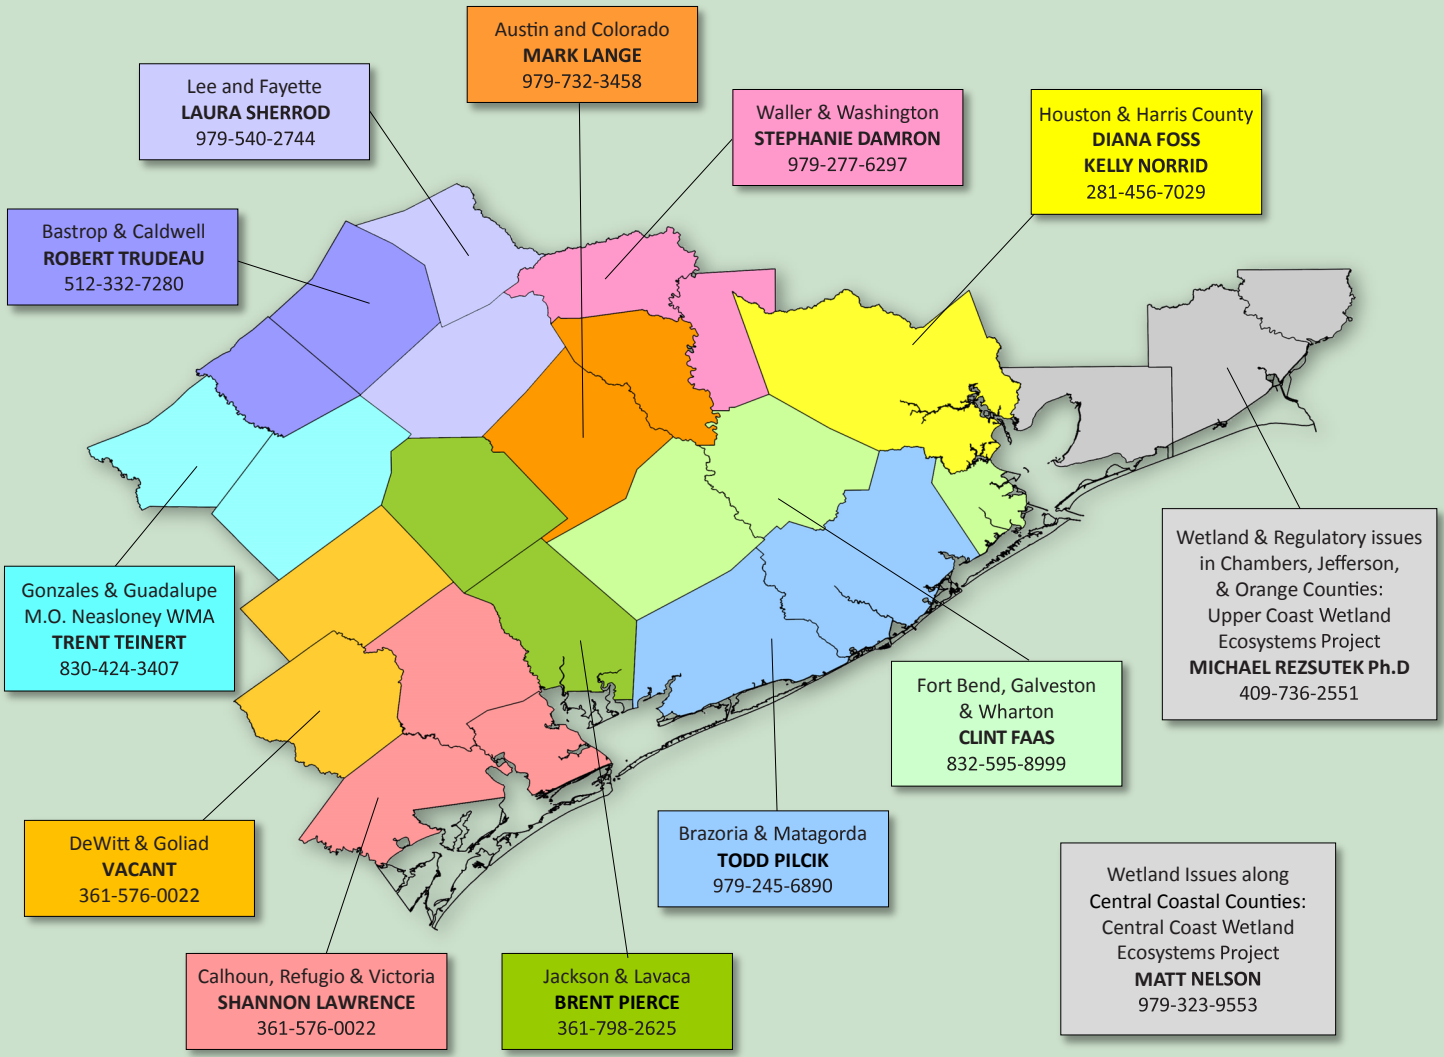 Austin and Colorado
MARK LANGE
979-732-3458
Lee and Fayette
LAURA SHERROD
979-540-2744
Waller & Washington
STEPHANIE DAMRON
979-277-6297
Houston & Harris County
DIANA FOSS
KELLY NORRID
281-456-7029
Bastrop & Caldwell
ROBERT TRUDEAU
512-332-7280
Gonzales & Guadalupe
M.O. Neasloney WMA
TRENT TEINERT
830-424-3407
Wetland & Regulatory issues
in Chambers, Jefferson,
& Orange Counties:
Upper Coast Wetland
Ecosystems Project
MICHAEL REZSUTEK Ph.D
409-736-2551
Fort Bend, Galveston
& Wharton
CLINT FAAS
832-595-8999
DeWitt & Goliad
VACANT
361-576-0022
Brazoria & Matagorda
TODD PILCIK
979-245-6890
Wetland Issues along
Central Coastal Counties:
Central Coast Wetland
Ecosystems Project
MATT NELSON
979-323-9553
Calhoun, Refugio & Victoria
SHANNON LAWRENCE
361-576-0022
Jackson & Lavaca
BRENT PIERCE
361-798-2625